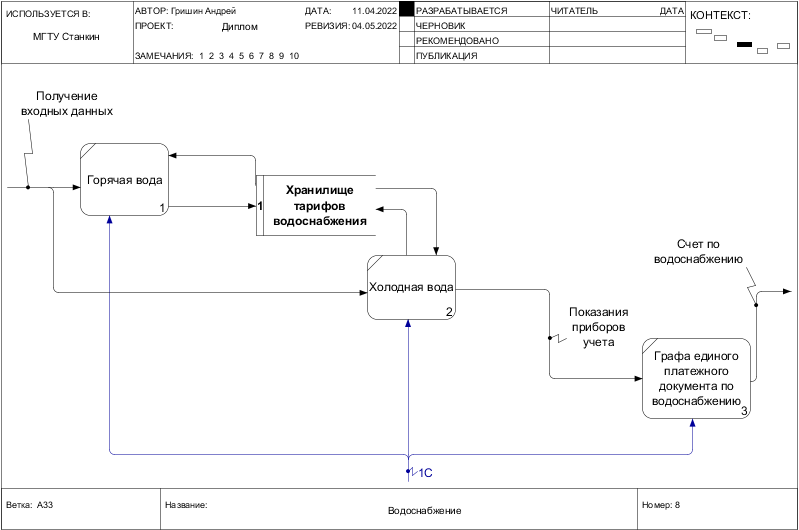 ИСПОЛЬЗУЕТСЯ В:
МГТУ Станкин
АВТОР: Гришин Андрей
ДАТА: 11.04.2022
ПРОЕКТ: Диплом
РЕВИЗИЯ: 04.05.2022
ЗАМЕЧАНИЯ: 1 2 3 4 5 6 7 8 9 10
РАЗРАБАТЫВАЕТСЯ
ЧЕРНОВИК
РЕКОМЕНДОВАНО
ПУБЛИКАЦИЯ
ЧИТАТЕЛЬ ДАТА
КОНТЕКСТ:
Получение
входных данных
Горячая вода
1
1
Хранилище
тарифов
водоснабжения
Холодная вода
2
Счет по
водоснабжению
Показания
приборов
учета
Графа единого
платежного
документа по
водоснабжению
3
1С
Ветка: A33
Название:
Водоснабжение
Номер: 8